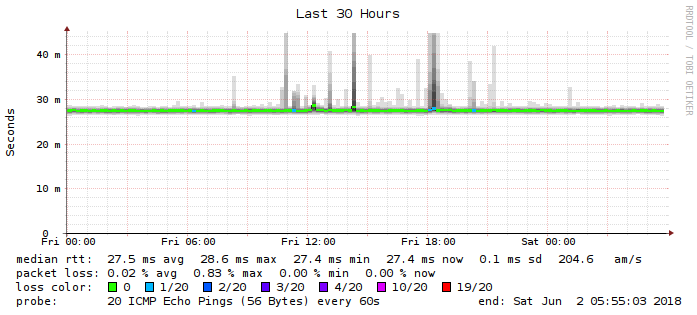 Last 30 Hours
RRDTOOL / TOBI OETIKER
Seconds
40 m
30 m
20 m
10 m
0
Fri 00:00 Fri 06:00 Fri 12:00 Fri 18:00 Sat 00:00
median rtt: 27.5 ms avg 28.6 ms max 27.4 ms min 27.4 ms now 0.1 ms sd 204.6 am/s
packet loss: 0.02 % avg 0.83 % max 0.00 % min 0.00 % now
loss color: 0 1/20 2/20 3/20 4/20 10/20 19/20
probe: 20 ICMP Echo Pings (56 Bytes) every 60s end: Sat Jun 2 05:55:03 2018